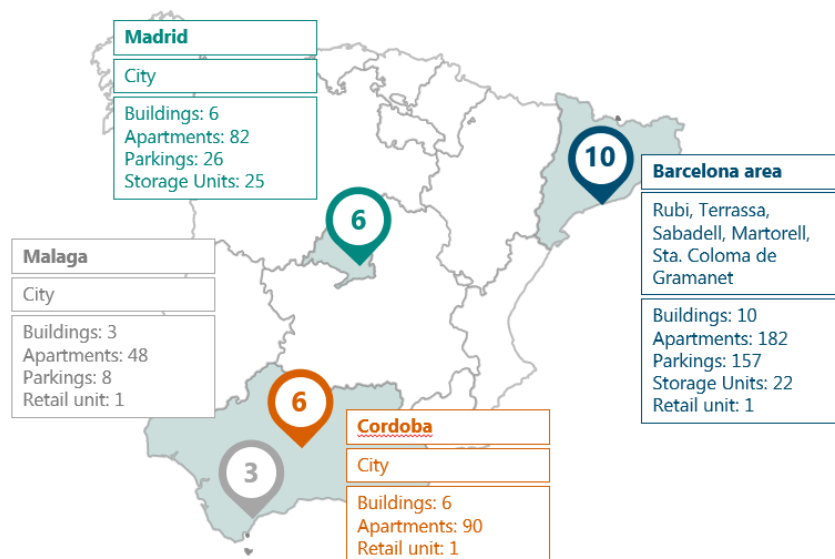 Madrid
City
Buildings: 6
Apartments: 82
Parkings: 26
Storage Units: 25
6
10
Barcelona area
Rubi, Terrassa,
Sabadell, Martorell,
Sta. Coloma de
Gramanet
Buildings: 10
Apartments: 182
Parkings: 157
Storage Units: 22
Retail unit: 1
Malaga
City
Buildings: 3
Apartments: 48
Parkings: 8
Retail unit: 1
6
3
Cordoba
City
Buildings: 6
Apartments: 90
Retail unit: 1